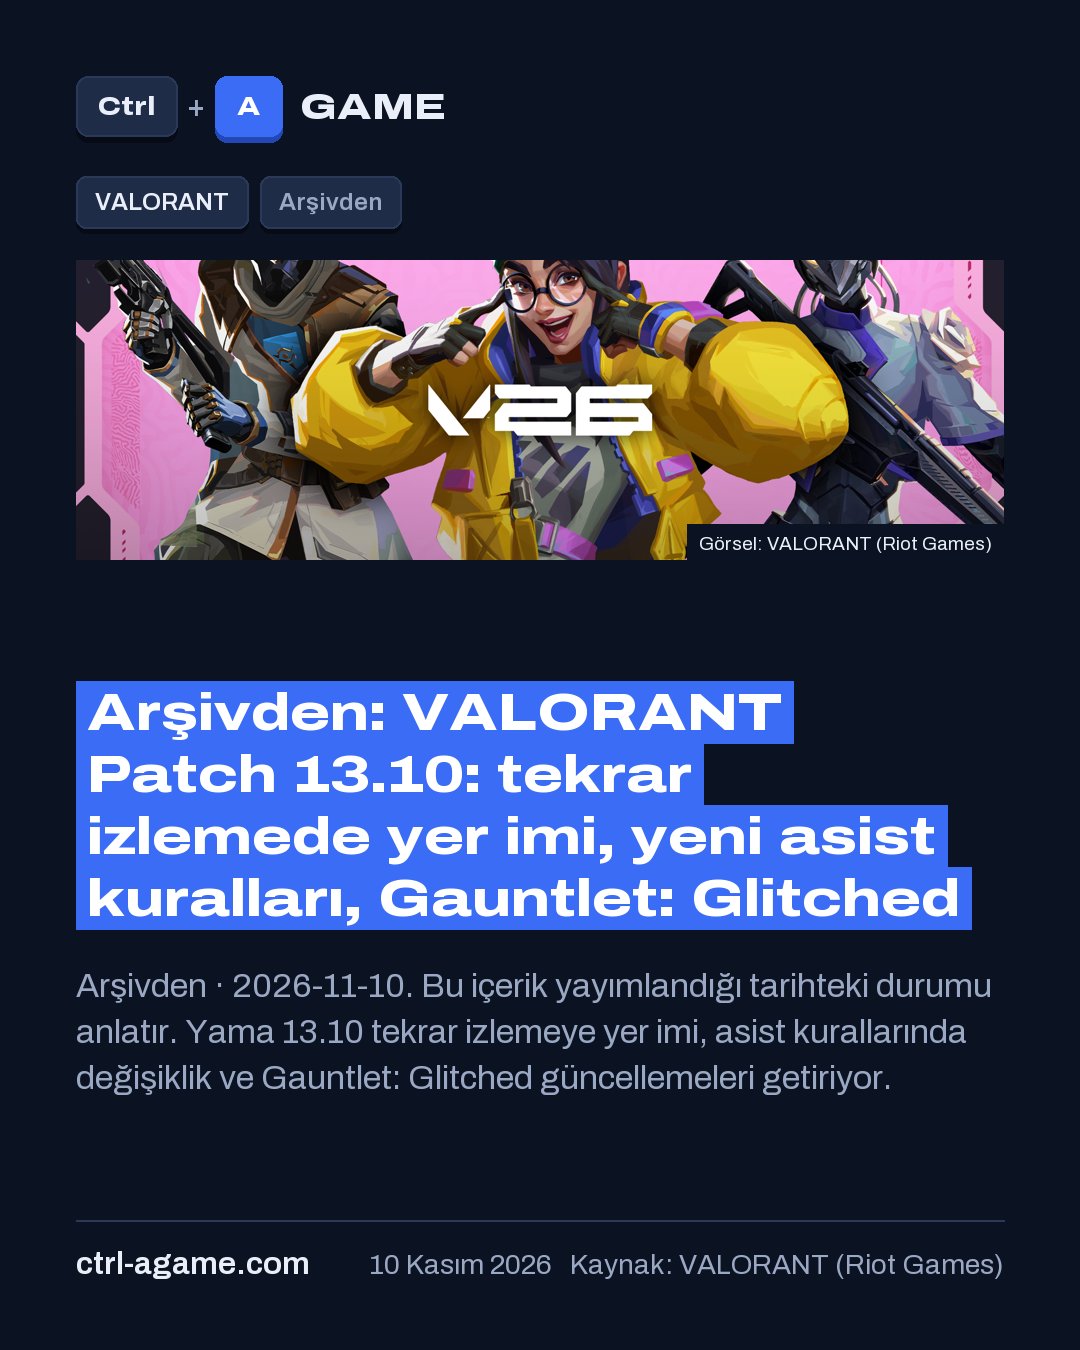 Ctrl + A GAME
VALORANT Arşivden
V26
Görsel: VALORANT (Riot Games)
Arşivden: VALORANT
Patch 13.10: tekrar
izlemede yer imi, yeni asist
kuralları, Gauntlet: Glitched
Arşivden · 2026-11-10. Bu içerik yayımlandığı tarihteki durumu
anlatır. Yama 13.10 tekrar izlemeye yer imi, asist kurallarında
değişiklik ve Gauntlet: Glitched güncellemeleri getiriyor.
ctrl-agame.com 10 Kasım 2026 Kaynak: VALORANT (Riot Games)